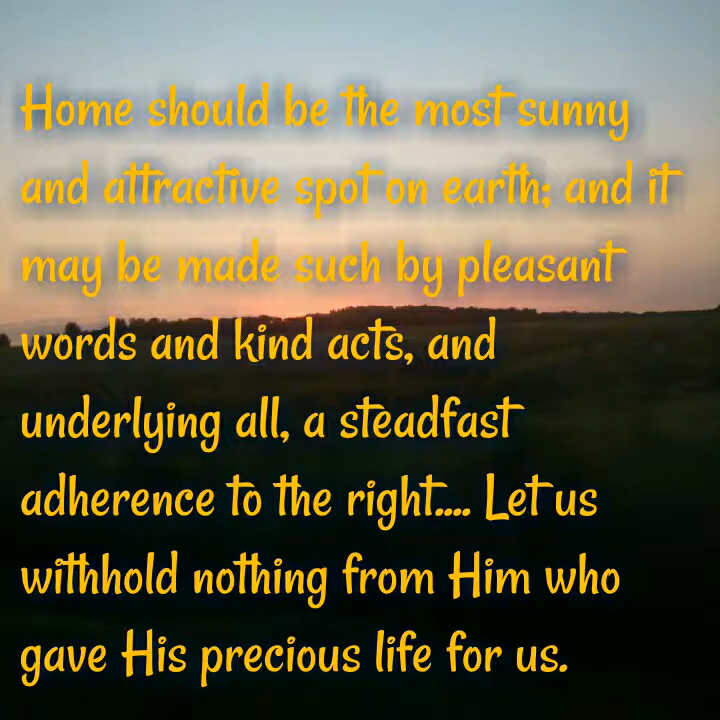 Home should be the most sunny
and attractive spot on earth; and it
may be made such by pleasant
words and kind acts, and
underlying all, a steadfast
adherence to the right.... Let us
withhold nothing from Him who
gave His precious life for us.